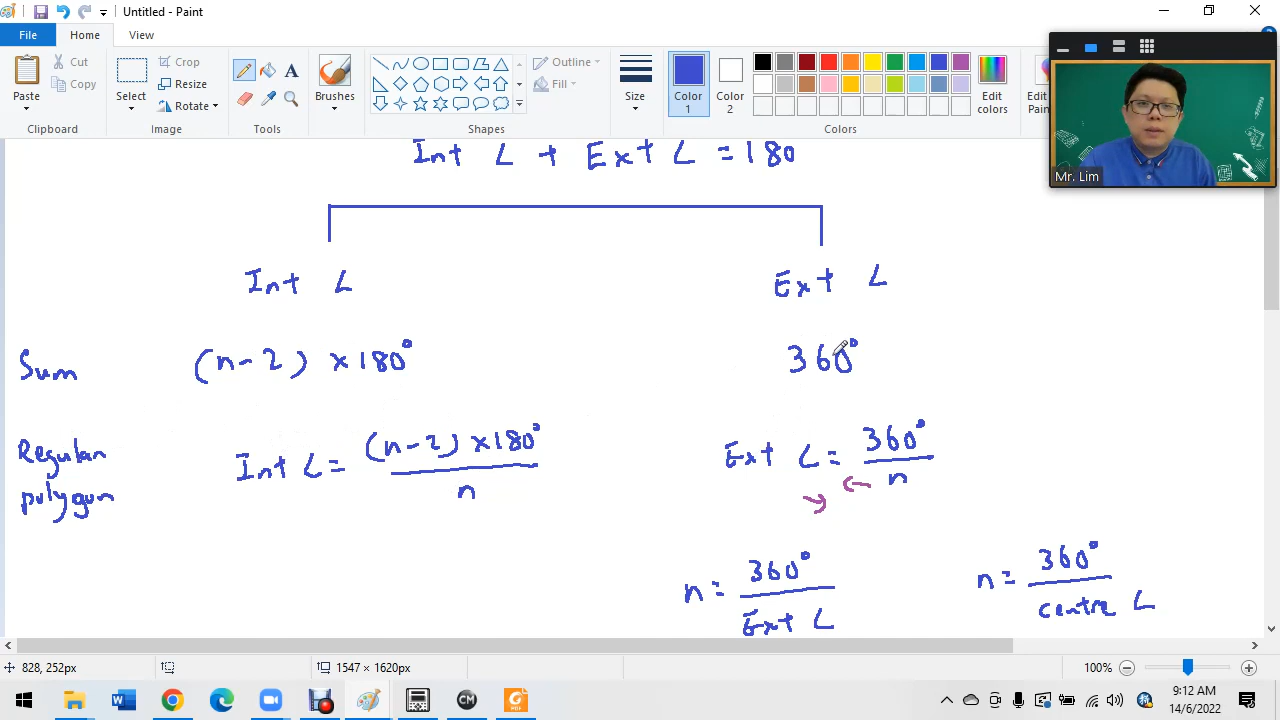 Untitled - Paint
File Home View
Paste Cut Copy Clipboard
Select Crop Resize Rotate Image
Tools
Brushes
Outline Fill Shapes
Size
Color 1 Color 2 Edit colors Colors
Edit Pain
Mr. Lim
Int ∠ + Ext ∠ = 180
Int ∠ Ext ∠
Sum (n-2) ×180° 360°
Regular polygon Int ∠ = (n-2) ×180° / n Ext ∠ = 360° / n
n = 360° / Ext ∠ n = 360° / centre ∠
828, 252px 1547 × 1620px 100%
9:12 AM
14/6/2022